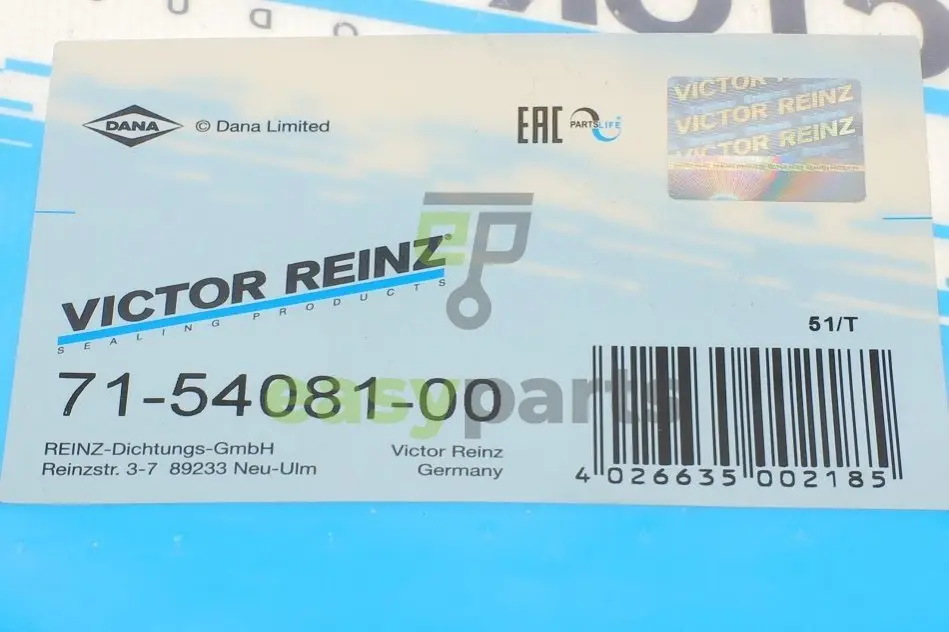 DANA
© Dana Limited
EAC
PARTSLIFE
VICTOR REINZ
VICTOR REINZ
VICTOR REINZ
VICTOR REINZ®
SEALING PRODUCTS
71-54081-00
REINZ-Dichtungs-GmbH
Reinzstr. 3-7 89233 Neu-Ulm
Victor Reinz
Germany
51/T
4 026635 002185
easyparts